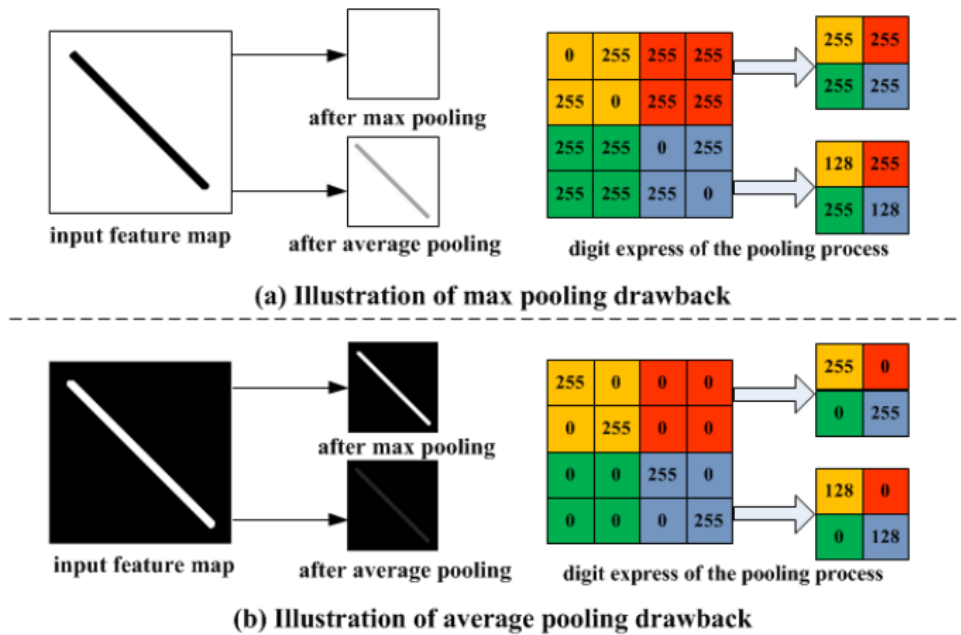 after max pooling
input feature map
after average pooling
0 255 255 255
255 0 255 255
255 255 0 255
255 255 255 0
255 255
255 255
128 255
255 128
digit express of the pooling process
(a) Illustration of max pooling drawback
after max pooling
input feature map
after average pooling
255 0 0 0
0 255 0 0
0 0 255 0
0 0 0 255
255 0
0 255
128 0
0 128
digit express of the pooling process
(b) Illustration of average pooling drawback